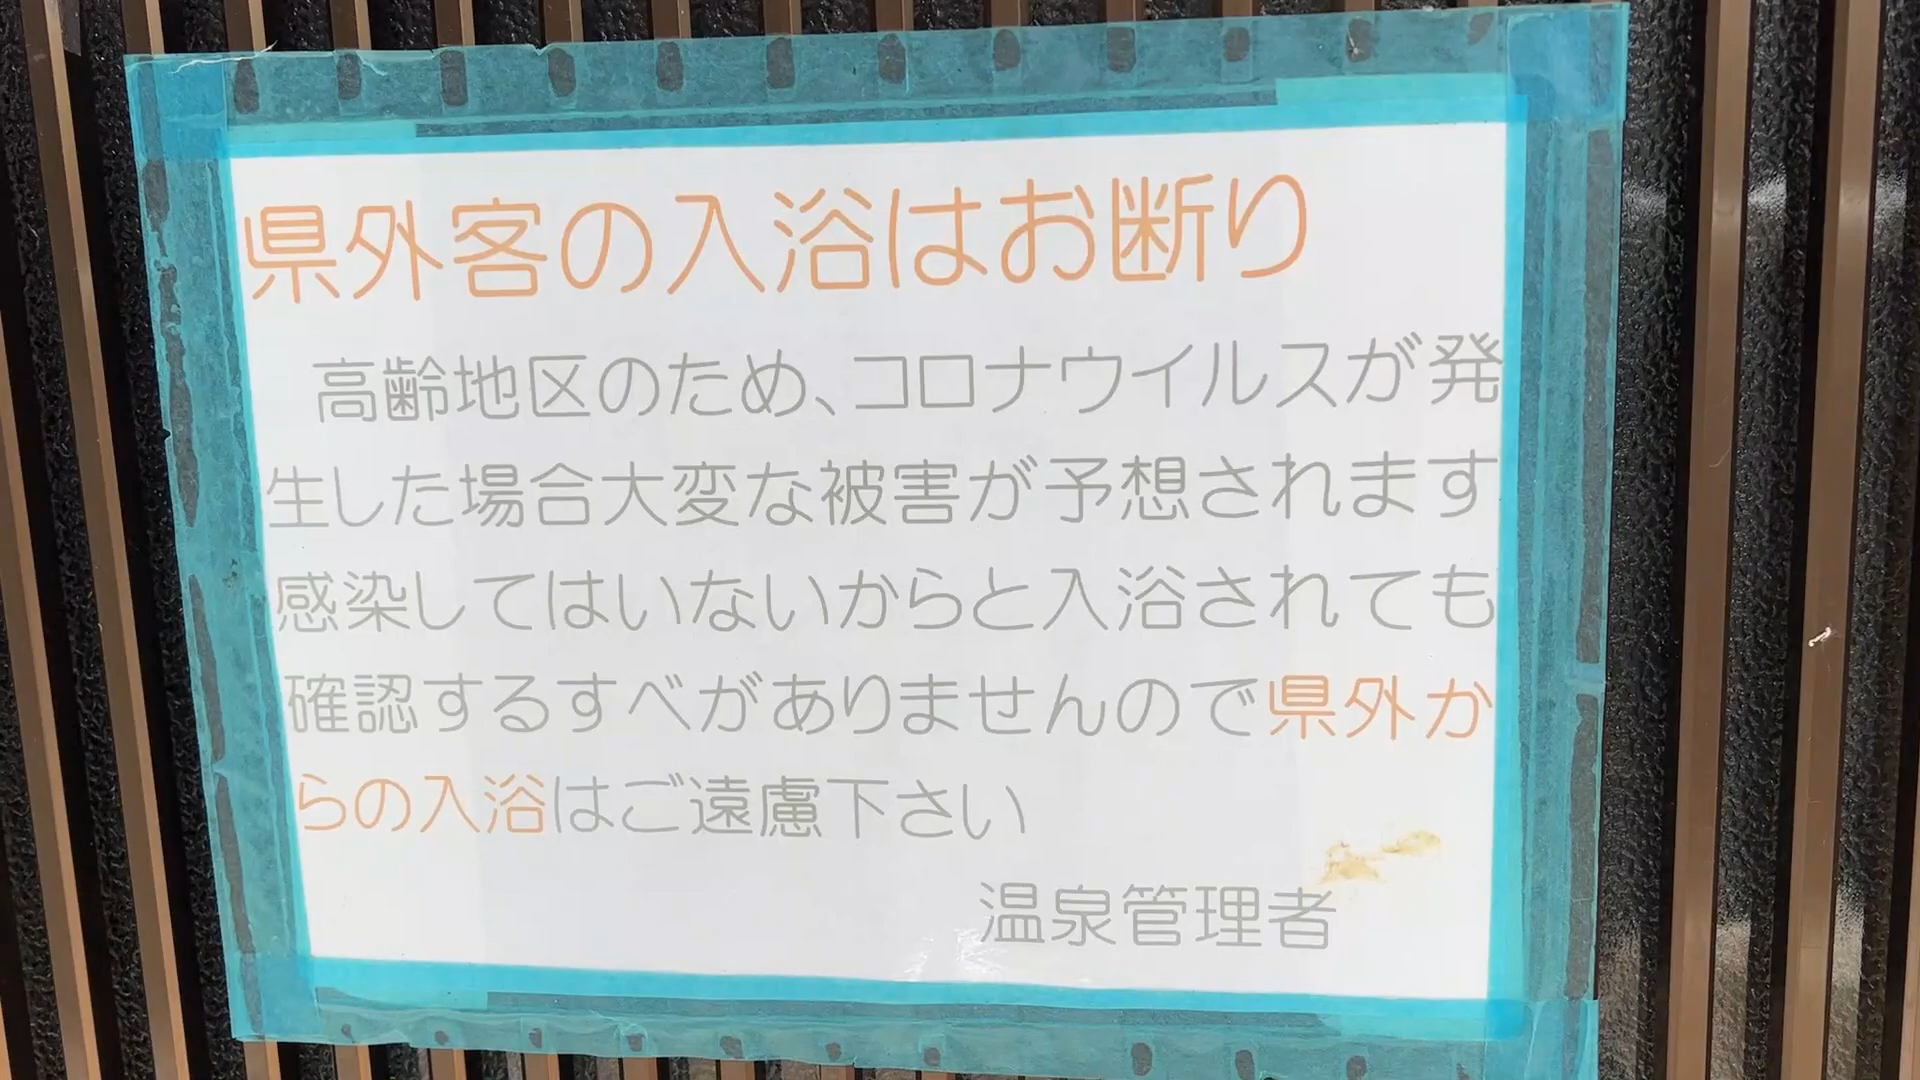 県外客の入浴はお断り
高齢地区のため、コロナウイルスが発
生した場合大変な被害が予想されます
感染してはいないからと入浴されても
確認するすべがありませんので県外か
らの入浴はご遠慮下さい
温泉管理者